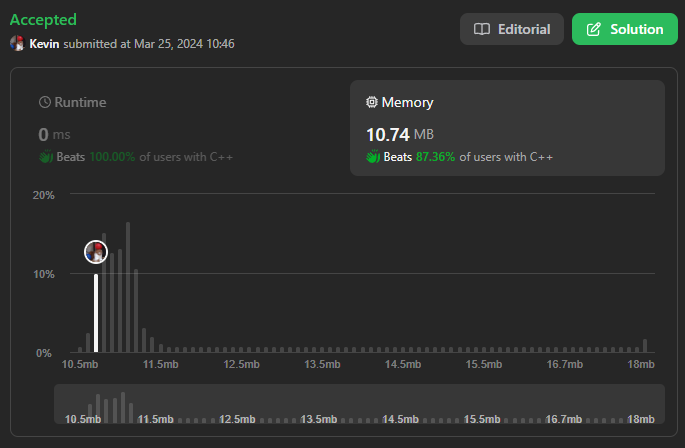 Accepted
Editorial
Solution
Kevin submitted at Mar 25, 2024 10:46
Runtime
0 ms
Beats 100.00% of users with C++
Memory
10.74 MB
Beats 87.36% of users with C++
20%
10%
0%
10.5mb 11.5mb 12.5mb 13.5mb 14.5mb 15.5mb 16.7mb 18mb
10.5mb 11.5mb 12.5mb 13.5mb 14.5mb 15.5mb 16.7mb 18mb